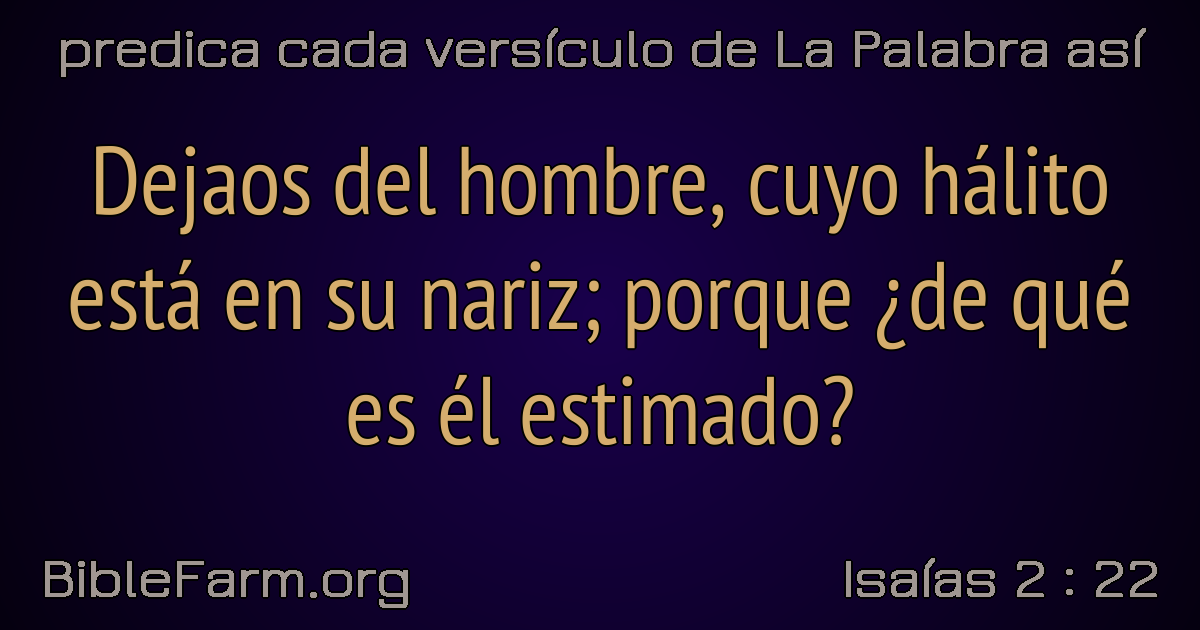 predica cada versículo de La Palabra así
Dejaos del hombre, cuyo hálito
está en su nariz; porque ¿de qué
es él estimado?
BibleFarm.org
Isaías 2 : 22